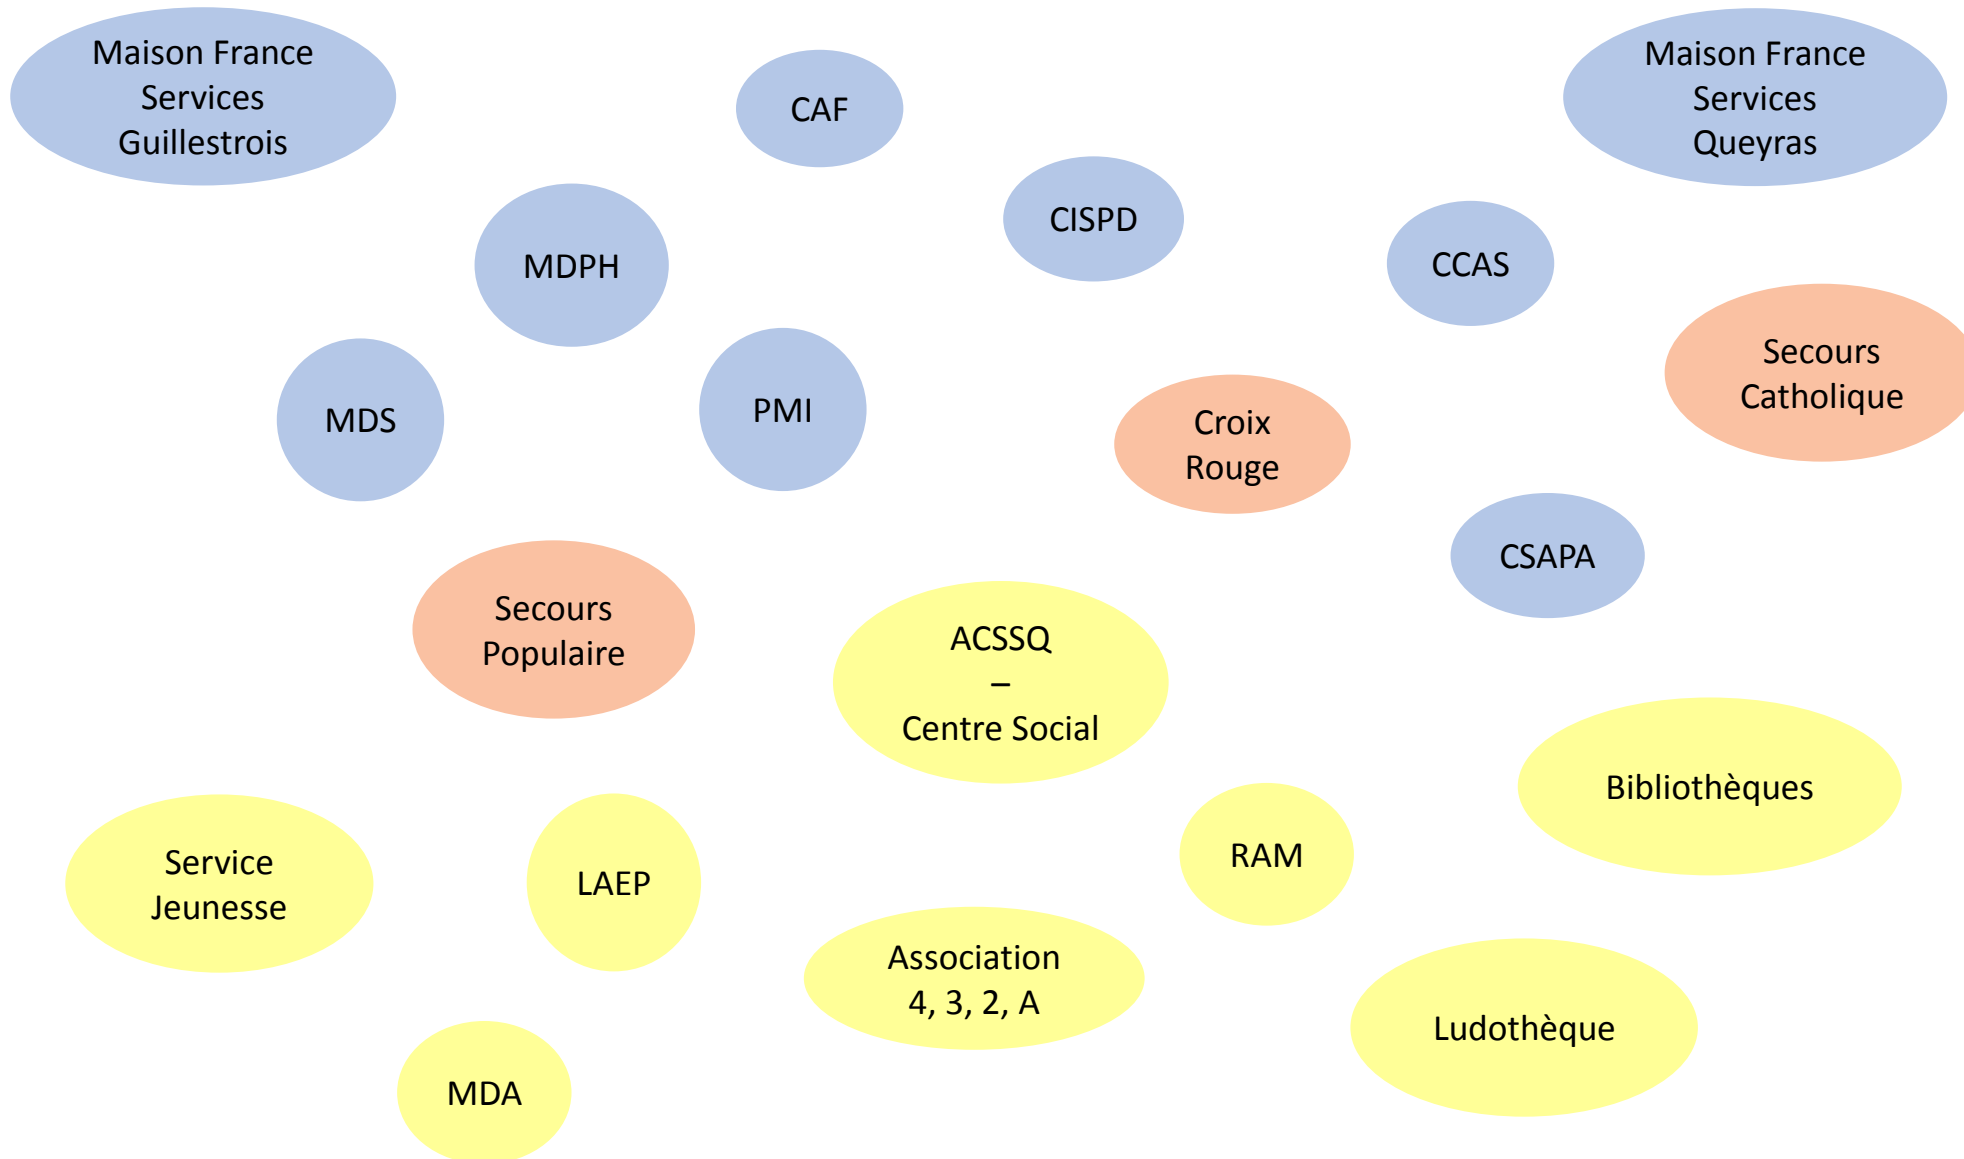 Maison France
Services
Guillestrois
CAF
Maison France
Services
Queyras
CISPD
MDPH
CCAS
Secours
Catholique
MDS
PMI
Croix
Rouge
CSAPA
Secours
Populaire
ACSSQ
–
Centre Social
Bibliothèques
Service
Jeunesse
LAEP
RAM
Association
4, 3, 2, A
Ludothèque
MDA